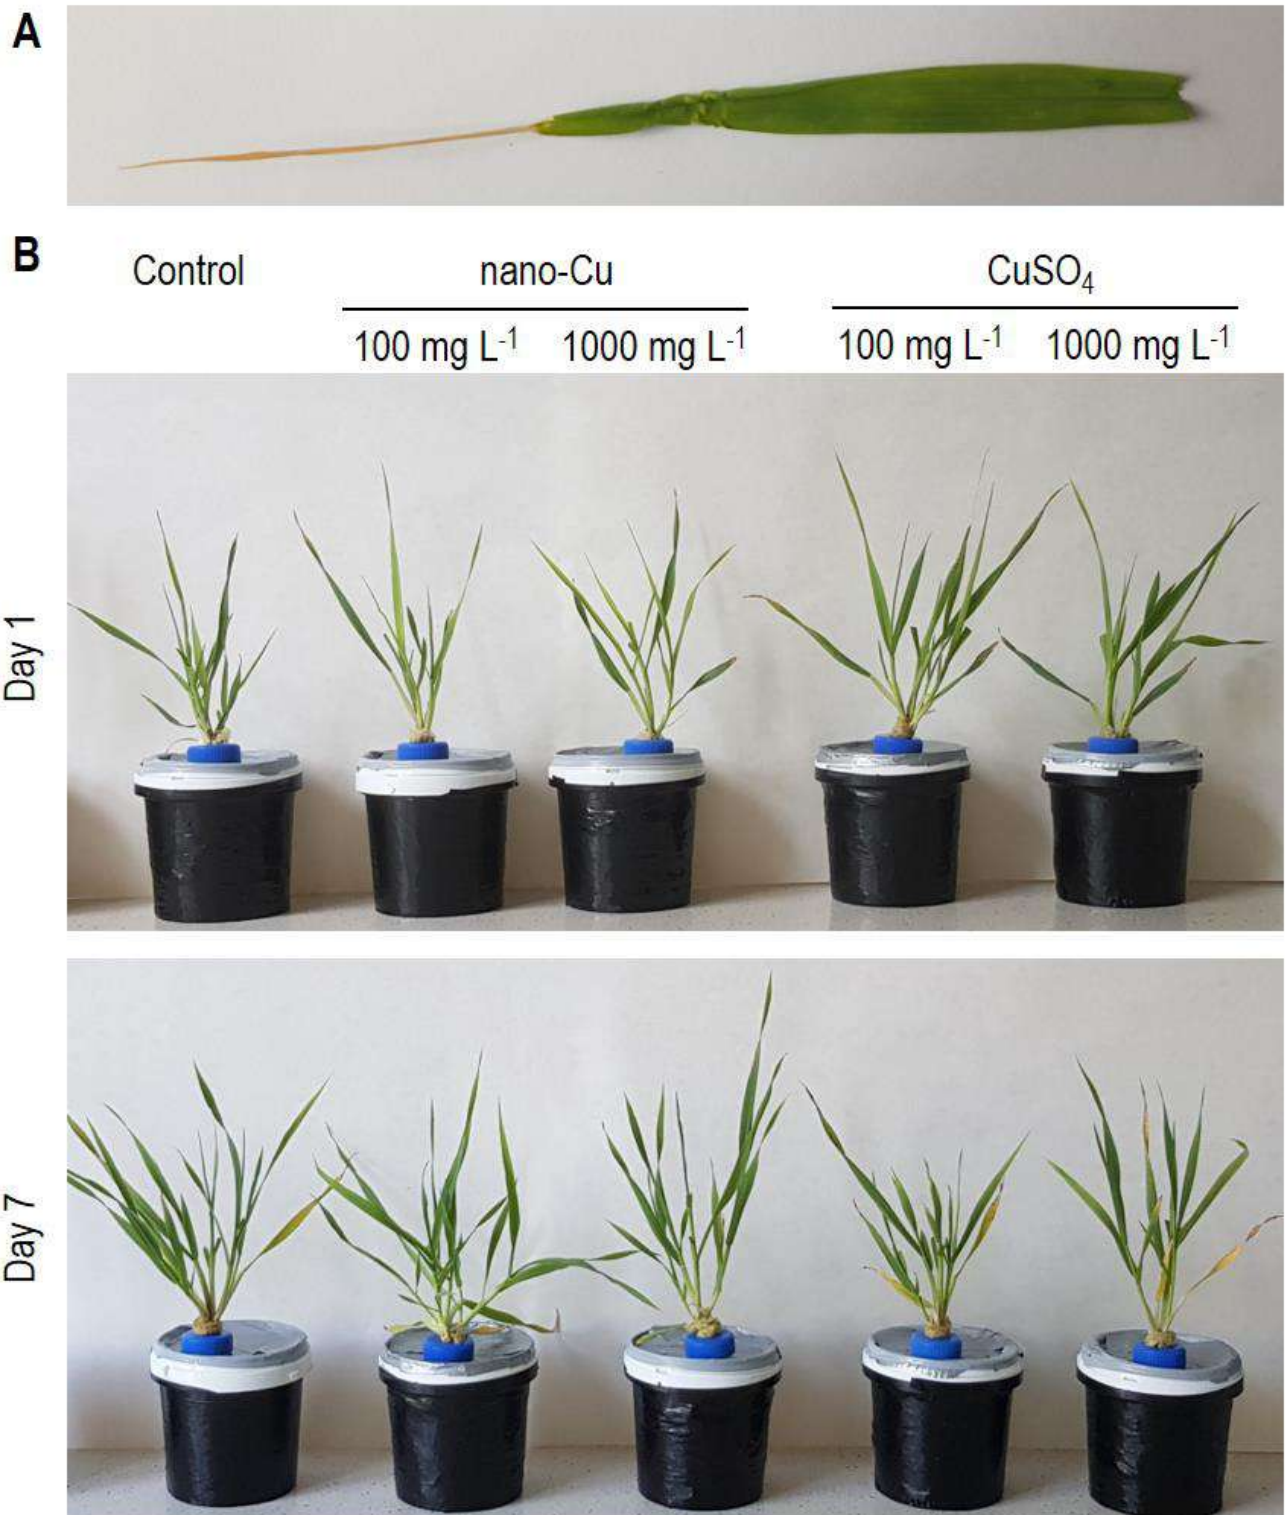 A
B
Control nano-Cu CuSO₄
100 mg L⁻¹ 1000 mg L⁻¹ 100 mg L⁻¹ 1000 mg L⁻¹
Day 1
Day 7